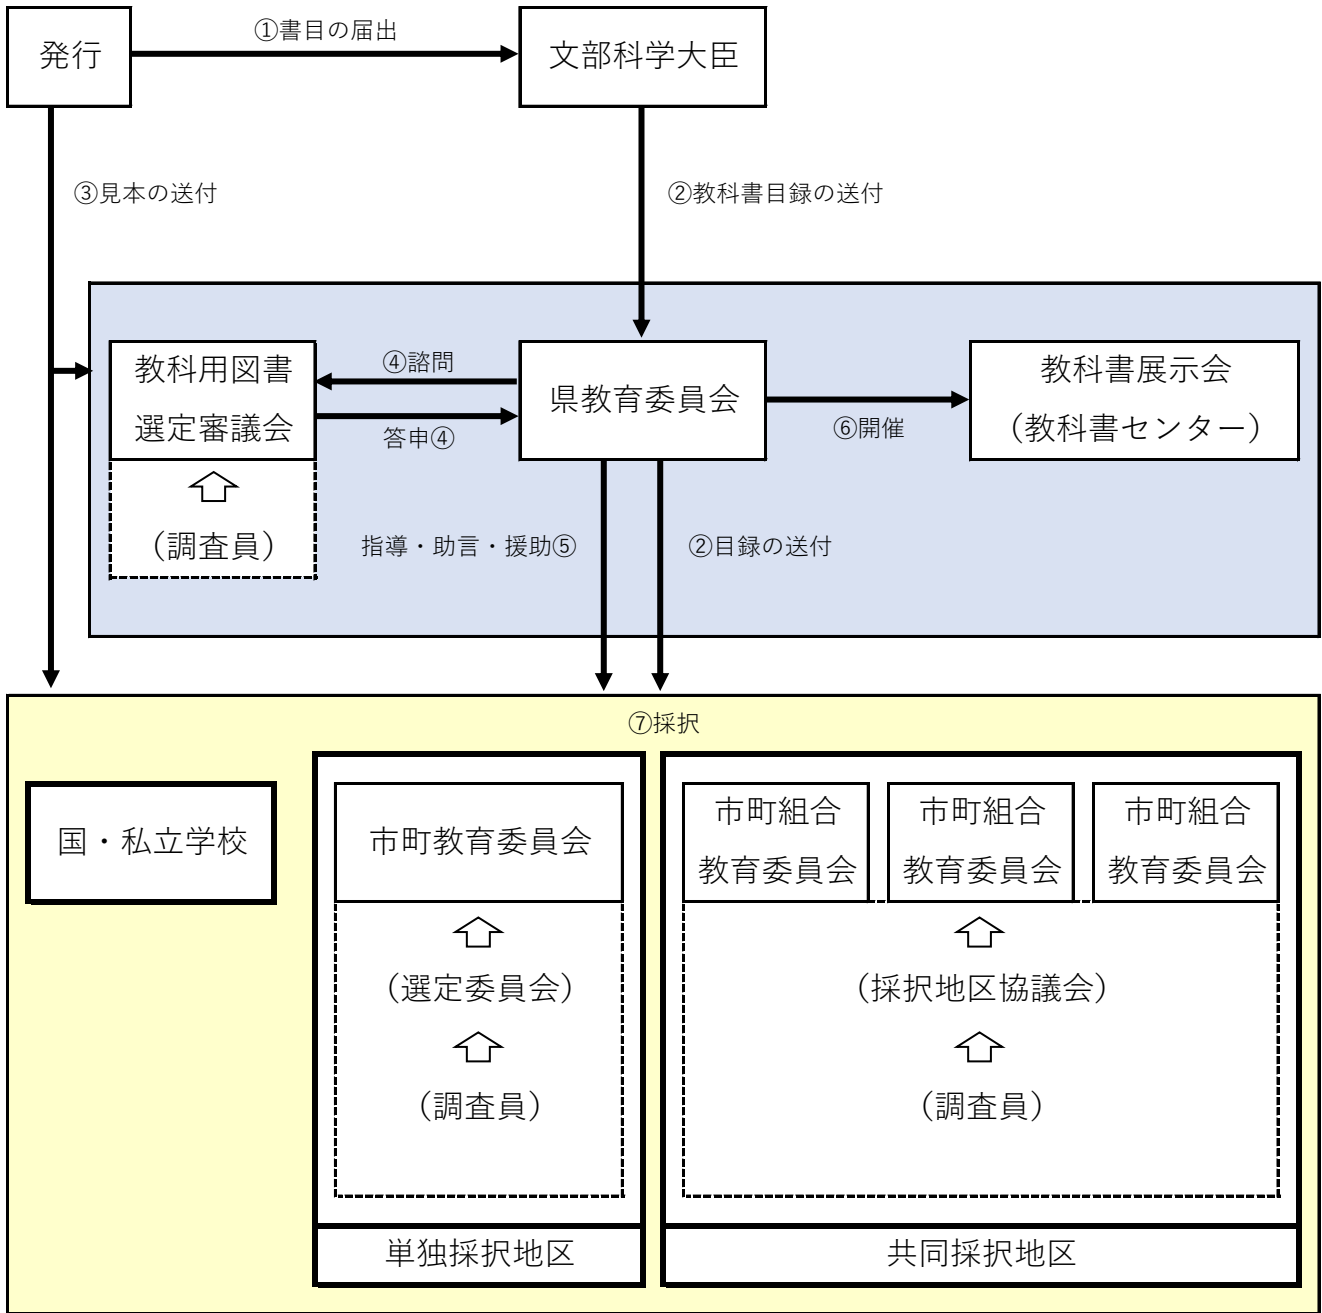 ①書目の届出
発行
文部科学大臣
③見本の送付
②教科書目録の送付
教科用図書
選定審議会
④諮問
答申④
県教育委員会
⑥開催
教科書展示会
（教科書センター）
（調査員）
指導・助言・援助⑤
②目録の送付
⑦採択
国・私立学校
市町教育委員会
（選定委員会）
（調査員）
単独採択地区
市町組合
教育委員会
市町組合
教育委員会
市町組合
教育委員会
（採択地区協議会）
（調査員）
共同採択地区